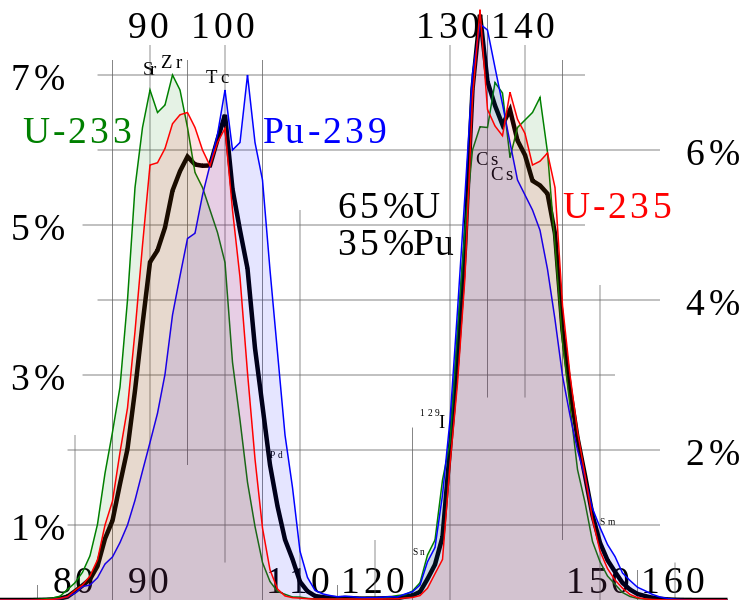 90 100 130 140
Sr Zr
Tc
7%
U-233 Pu-239
6%
Cs
Cs
65%U U-235
35%Pu
5%
4%
3%
129I
2%
Pd
1%
Sn
Sm
80 90 110 120 150 160